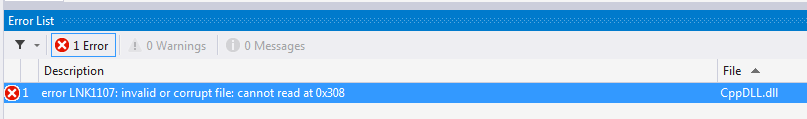 Error List
1 Error 0 Warnings 0 Messages
Description File
1 error LNK1107: invalid or corrupt file: cannot read at 0x308 CppDLL.dll